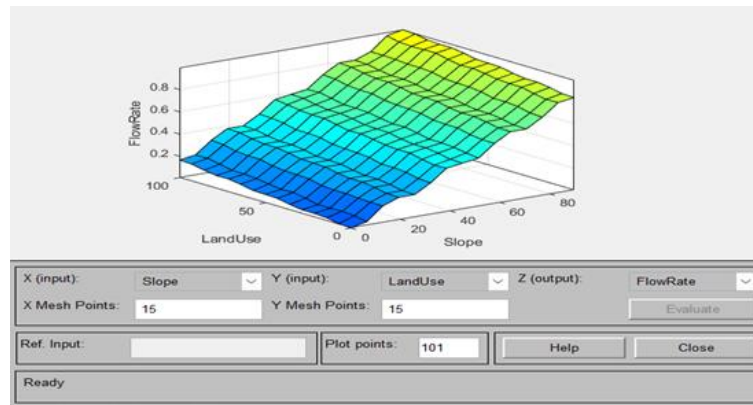 0.8
0.6
0.4
0.2
FlowRate
100
50
0
LandUse
0
20
40
60
80
Slope
X (input): Slope Y (input): LandUse Z (output): FlowRate
X Mesh Points: 15 Y Mesh Points: 15 Evaluate
Ref. Input: Plot points: 101 Help Close
Ready